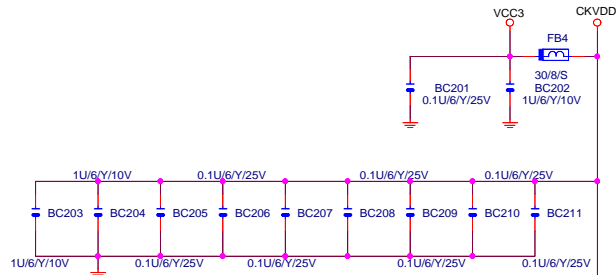 VCC3 CKVDD
FB4
30/8/S
BC201 BC202
0.1U/6/Y/25V 1U/6/Y/10V
1U/6/Y/10V 0.1U/6/Y/25V 0.1U/6/Y/25V 0.1U/6/Y/25V
BC203 BC204 BC205 BC206 BC207 BC208 BC209 BC210 BC211
1U/6/Y/10V 0.1U/6/Y/25V 0.1U/6/Y/25V 0.1U/6/Y/25V 0.1U/6/Y/25V